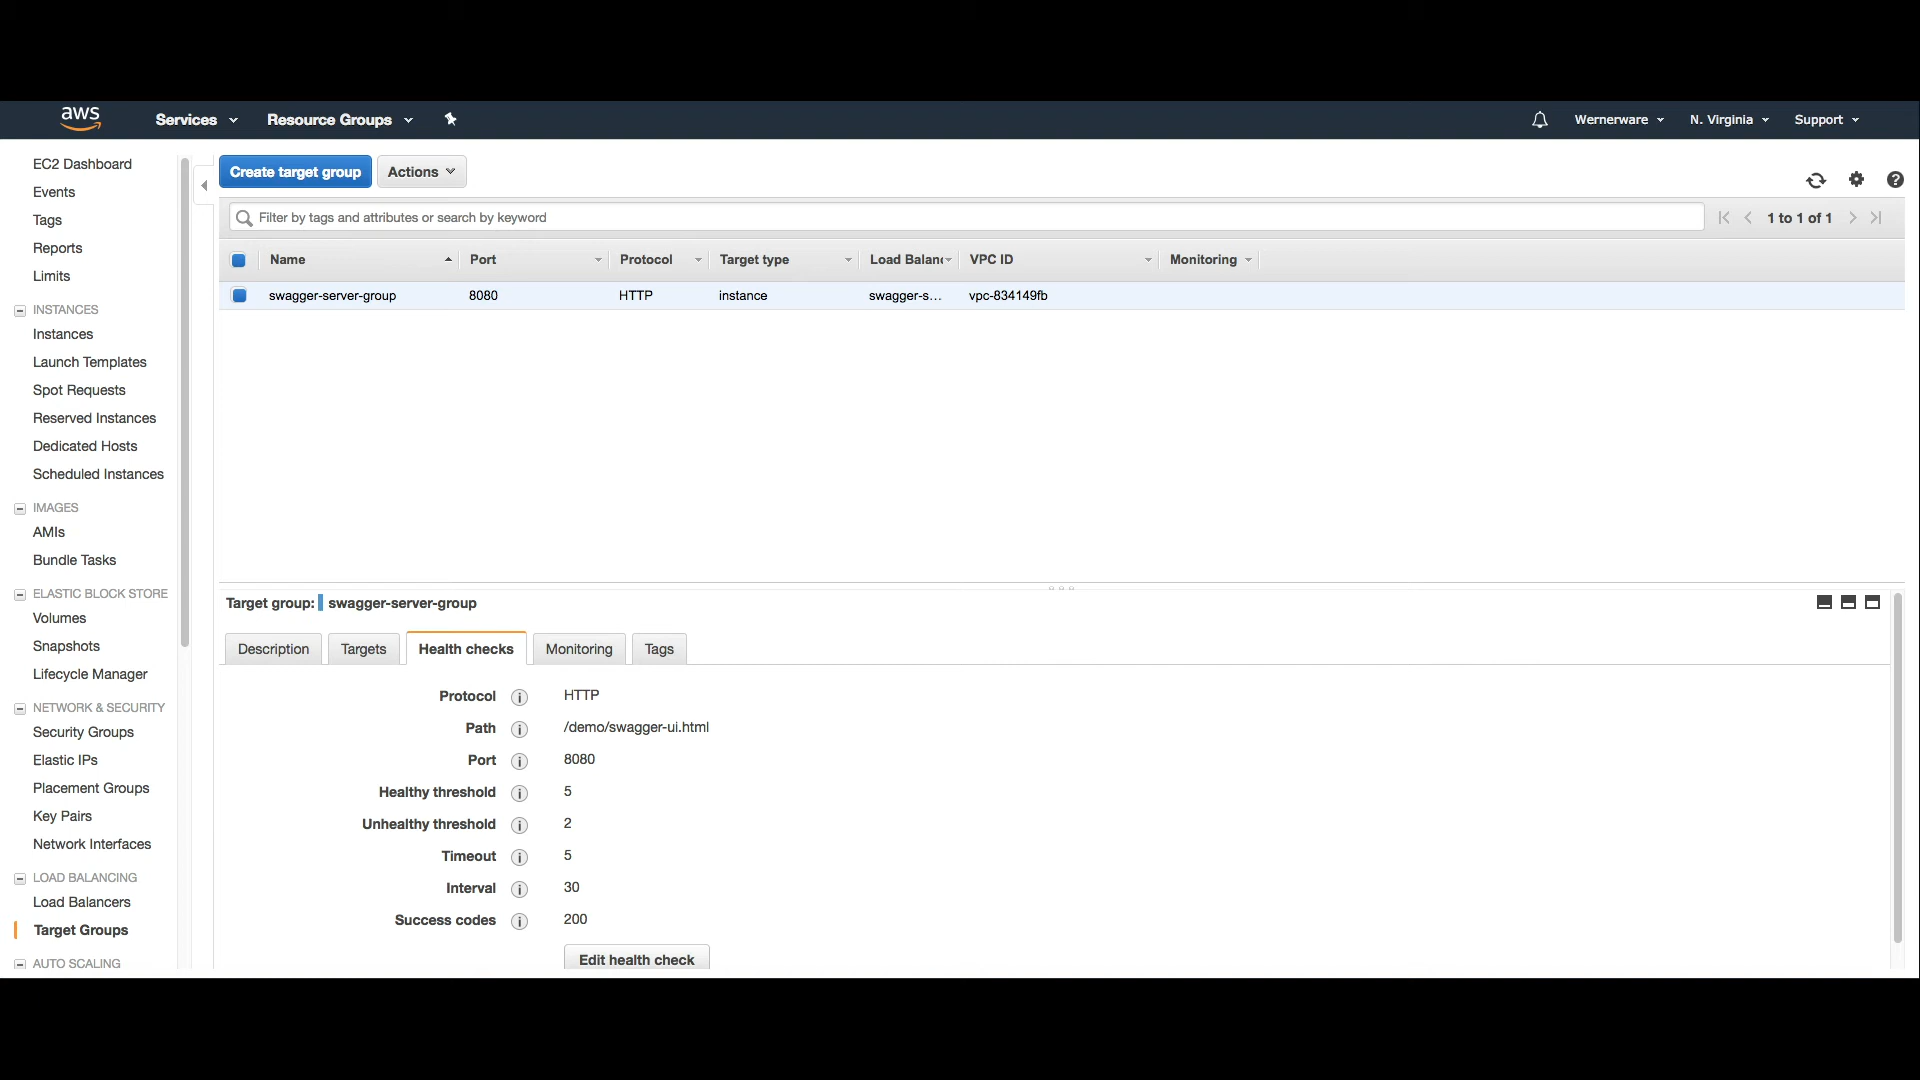 aws Services Resource Groups Wernerware N. Virginia Support
EC2 Dashboard
Events
Tags
Reports
Limits
INSTANCES
Instances
Launch Templates
Spot Requests
Reserved Instances
Dedicated Hosts
Scheduled Instances
IMAGES
AMIs
Bundle Tasks
ELASTIC BLOCK STORE
Volumes
Snapshots
Lifecycle Manager
NETWORK & SECURITY
Security Groups
Elastic IPs
Placement Groups
Key Pairs
Network Interfaces
LOAD BALANCING
Load Balancers
Target Groups
AUTO SCALING
Create target group Actions
Filter by tags and attributes or search by keyword 1 to 1 of 1
Name Port Protocol Target type Load Balanc VPC ID Monitoring
swagger-server-group 8080 HTTP instance swagger-s... vpc-834149fb
Target group: swagger-server-group
Description Targets Health checks Monitoring Tags
Protocol HTTP
Path /demo/swagger-ui.html
Port 8080
Healthy threshold 5
Unhealthy threshold 2
Timeout 5
Interval 30
Success codes 200
Edit health check